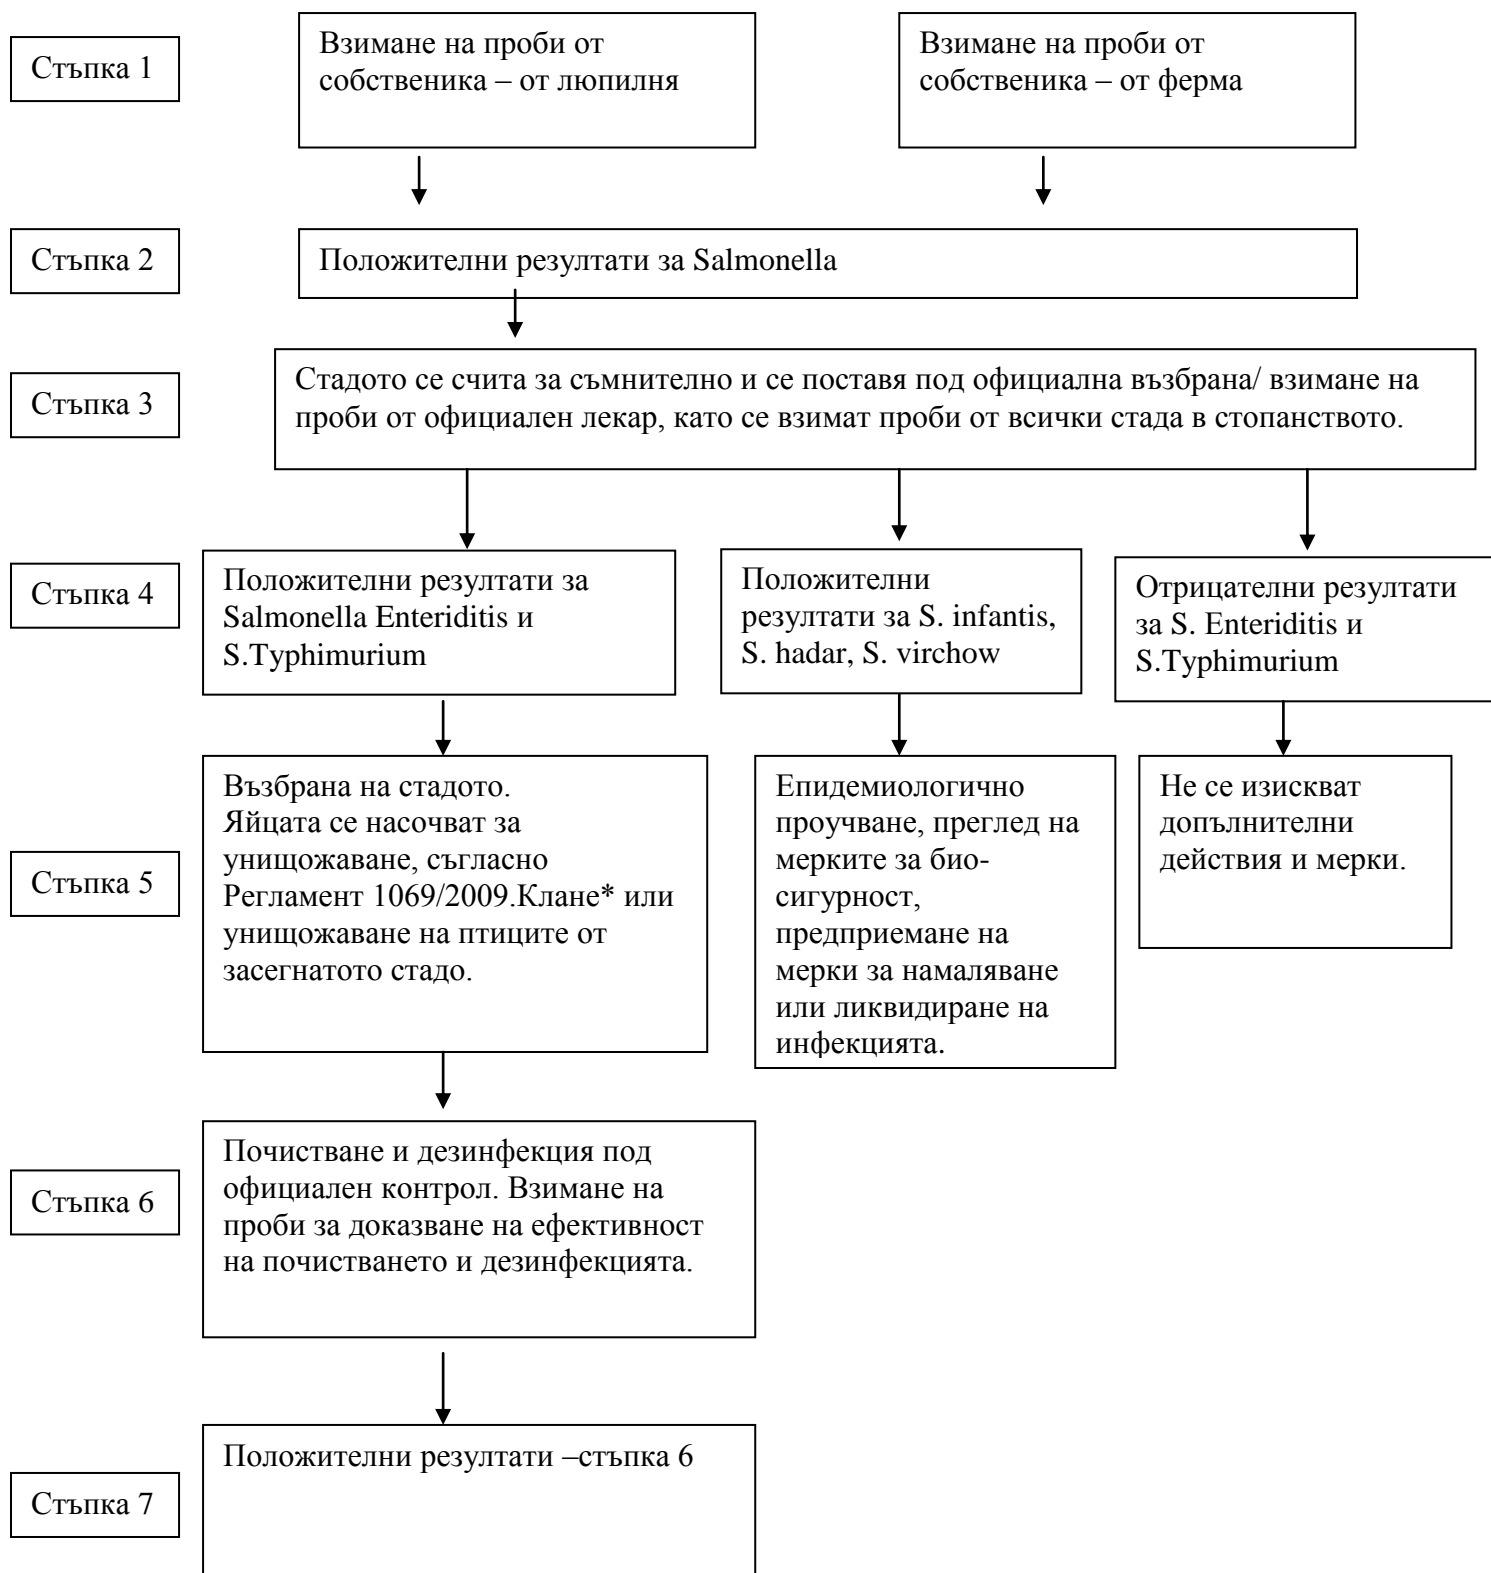 Стъпка 1
Взимане на проби от
собственика – от люпилня
Взимане на проби от
собственика – от ферма
Стъпка 2
Положителни резултати за Salmonella
Стъпка 3
Стадото се счита за съмнително и се поставя под официална възбрана/ взимане на
проби от официален лекар, като се взимат проби от всички стада в стопанството.
Стъпка 4
Положителни резултати за
Salmonella Enteriditis и
S.Typhimurium
Положителни
резултати за S. infantis,
S. hadar, S. virchow
Отрицателни резултати
за S. Enteriditis и
S.Typhimurium
Стъпка 5
Възбрана на стадото.
Яйцата се насочват за
унищожаване, съгласно
Регламент 1069/2009.Клане* или
унищожаване на птиците от
засегнатото стадо.
Епидемиологично
проучване, преглед на
мерките за био-
сигурност,
предприемане на
мерки за намаляване
или ликвидиране на
инфекцията.
Не се изискват
допълнителни
действия и мерки.
Стъпка 6
Почистване и дезинфекция под
официален контрол. Взимане на
проби за доказване на ефективност
на почистването и дезинфекцията.
Стъпка 7
Положителни резултати –стъпка 6